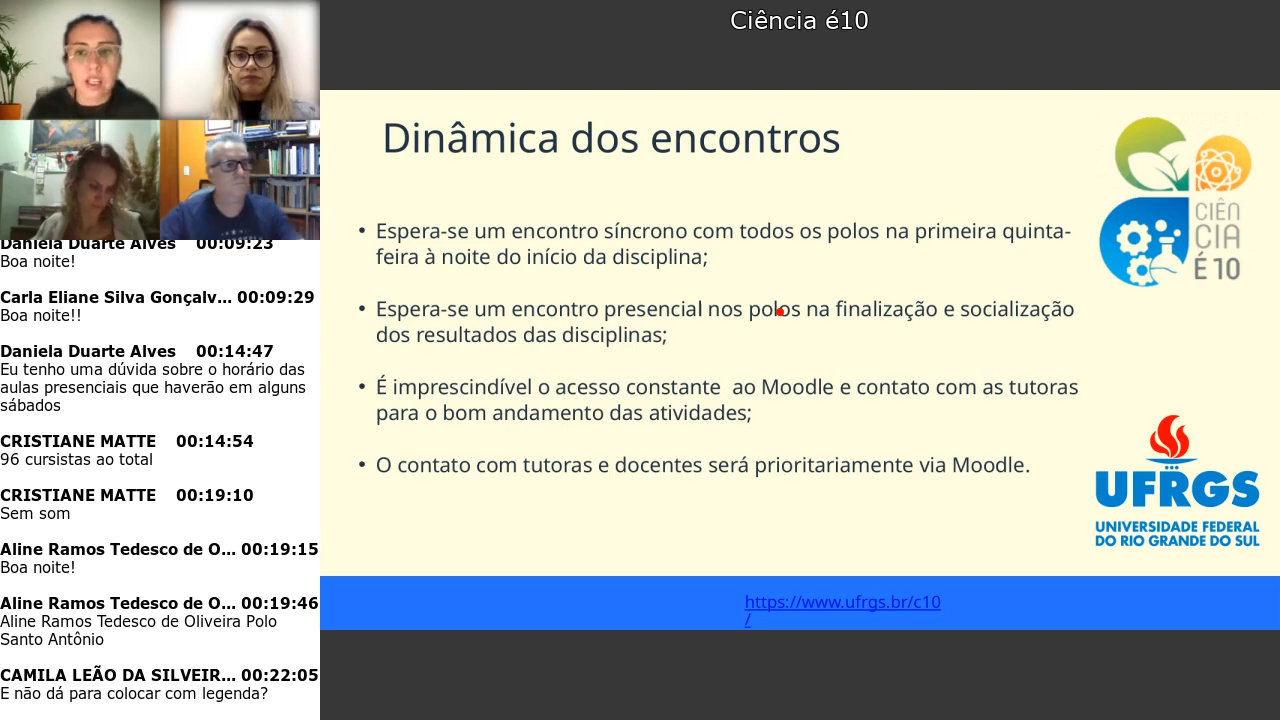 Ciência é10
Daniela Duarte Alves 00:09:23
Boa noite!
Carla Eliane Silva Gonçalv... 00:09:29
Boa noite!!
Daniela Duarte Alves 00:14:47
Eu tenho uma dúvida sobre o horário das
aulas presenciais que haverão em alguns
sábados
CRISTIANE MATTE 00:14:54
96 cursistas ao total
CRISTIANE MATTE 00:19:10
Sem som
Aline Ramos Tedesco de O... 00:19:15
Boa noite!
Aline Ramos Tedesco de O... 00:19:46
Aline Ramos Tedesco de Oliveira Polo
Santo Antônio
CAMILA LEÃO DA SILVEIR... 00:22:05
E não dá para colocar com legenda?
Dinâmica dos encontros
• Espera-se um encontro síncrono com todos os polos na primeira quinta-
feira à noite do início da disciplina;
• Espera-se um encontro presencial nos polos na finalização e socialização
dos resultados das disciplinas;
• É imprescindível o acesso constante  ao Moodle e contato com as tutoras
para o bom andamento das atividades;
• O contato com tutoras e docentes será prioritariamente via Moodle.
CIÊN
CIA
É 10
UFRGS
UNIVERSIDADE FEDERAL
DO RIO GRANDE DO SUL
https://www.ufrgs.br/c10
/